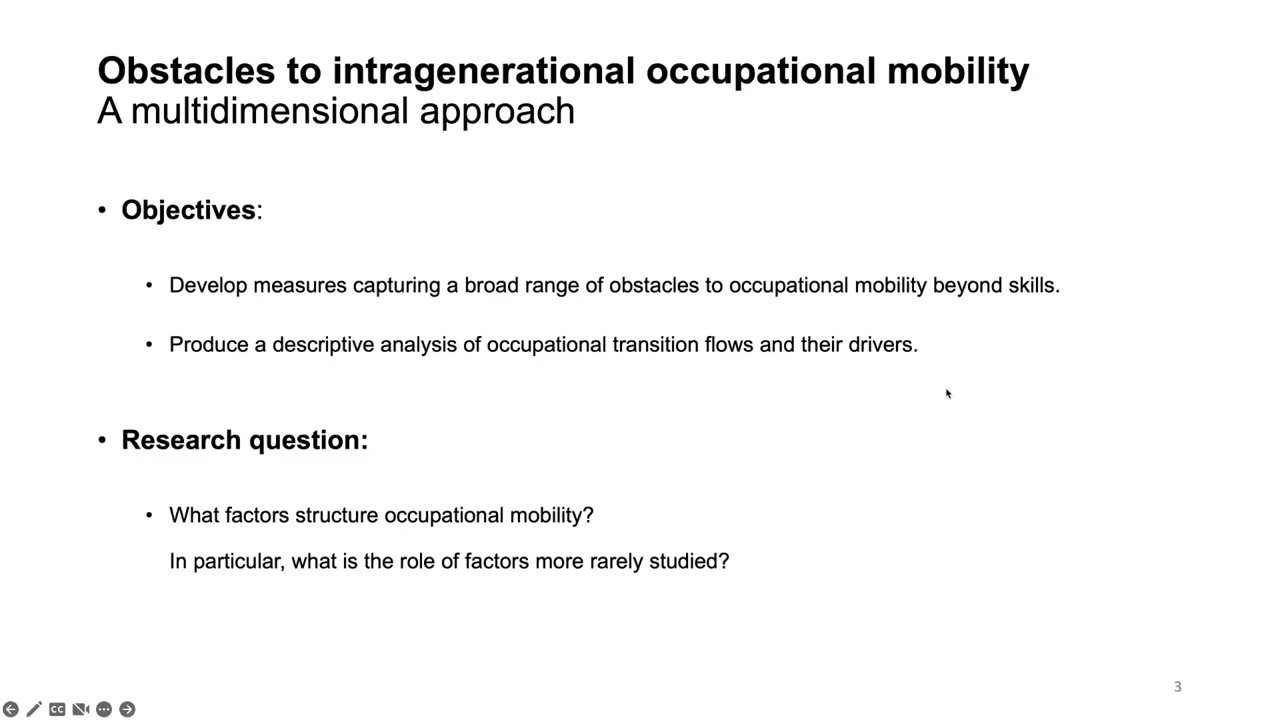 Obstacles to intragenerational occupational mobility
A multidimensional approach
• Objectives:
• Develop measures capturing a broad range of obstacles to occupational mobility beyond skills.
• Produce a descriptive analysis of occupational transition flows and their drivers.
• Research question:
• What factors structure occupational mobility?
In particular, what is the role of factors more rarely studied?
3
CC